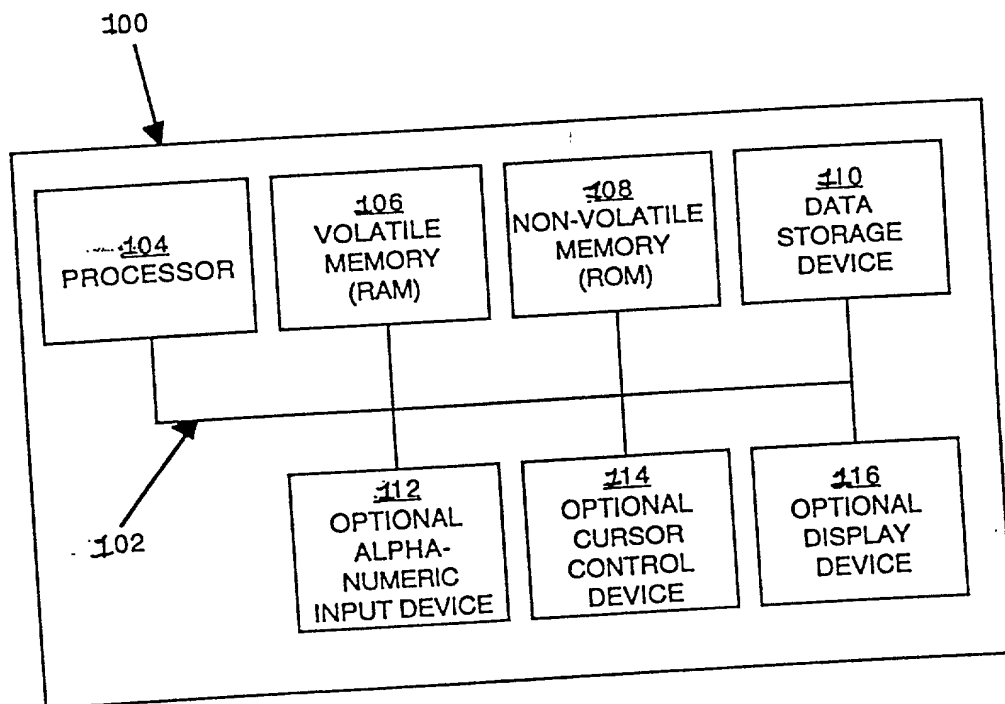 100
104
PROCESSOR
106
VOLATILE
MEMORY
(RAM)
108
NON-VOLATILE
MEMORY
(ROM)
110
DATA
STORAGE
DEVICE
102
112
OPTIONAL
ALPHA-
NUMERIC
INPUT DEVICE
114
OPTIONAL
CURSOR
CONTROL
DEVICE
116
OPTIONAL
DISPLAY
DEVICE